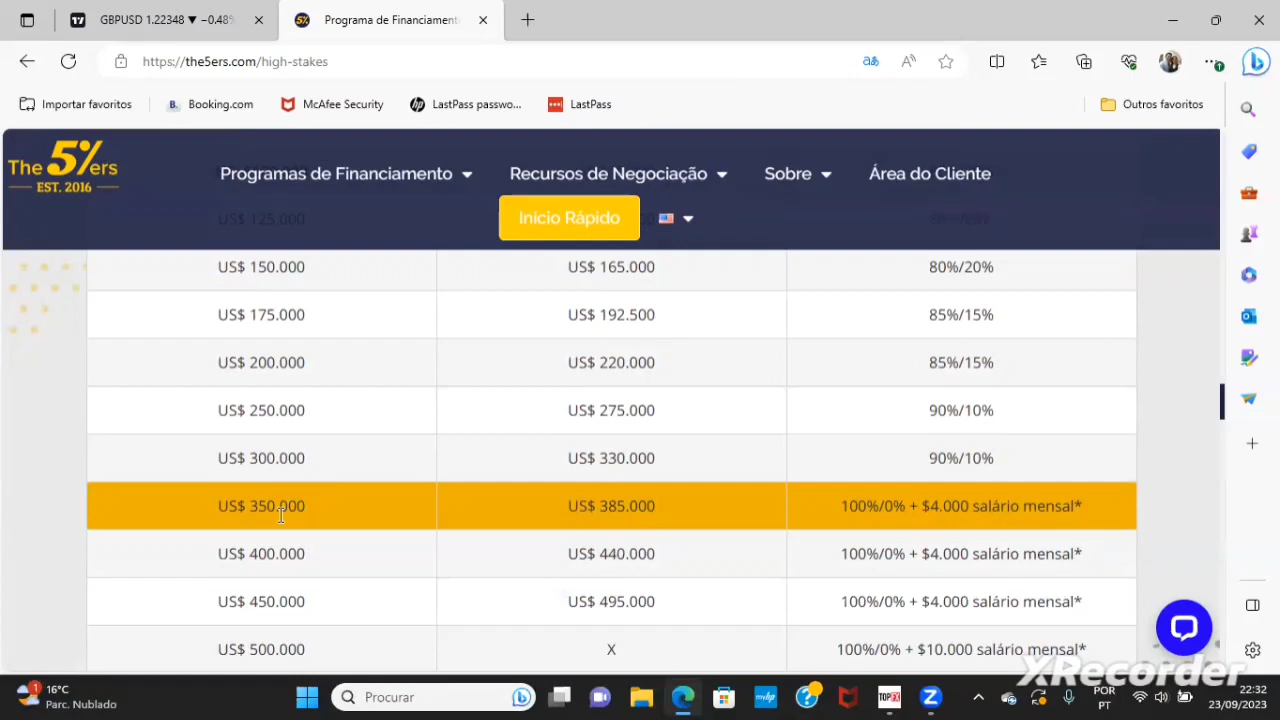 GBPUSD 1.22348 ▼ −0.48%
Programa de Financiament
https://the5ers.com/high-stakes
Importar favoritos
B. Booking.com
McAfee Security
LastPass passwo...
LastPass
Outros favoritos
The 5%ers
EST. 2016
Programas de Financiamento
Recursos de Negociação
Sobre
Área do Cliente
Início Rápido
US$ 125.000
US$ 150.000 US$ 165.000 80%/20%
US$ 175.000 US$ 192.500 85%/15%
US$ 200.000 US$ 220.000 85%/15%
US$ 250.000 US$ 275.000 90%/10%
US$ 300.000 US$ 330.000 90%/10%
US$ 350.000 US$ 385.000 100%/0% + $4.000 salário mensal*
US$ 400.000 US$ 440.000 100%/0% + $4.000 salário mensal*
US$ 450.000 US$ 495.000 100%/0% + $4.000 salário mensal*
US$ 500.000 X 100%/0% + $10.000 salário mensal*
XRecorder
1
16°C
Parc. Nublado
Procurar
myhp
TOPFX
POR
PT
22:32
23/09/2023